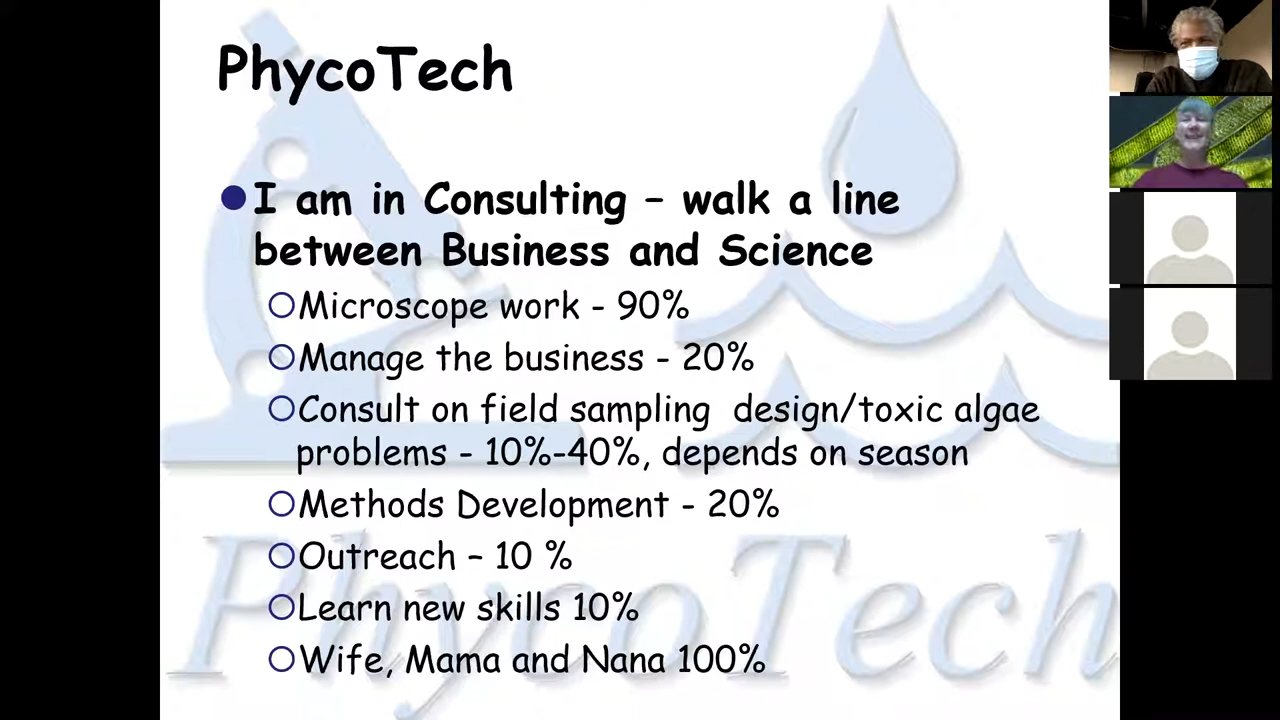 PhycoTech
I am in Consulting – walk a line
between Business and Science
Microscope work - 90%
Manage the business - 20%
Consult on field sampling design/toxic algae
problems - 10%-40%, depends on season
Methods Development - 20%
Outreach – 10 %
Learn new skills 10%
Wife, Mama and Nana 100%
PhycoTech